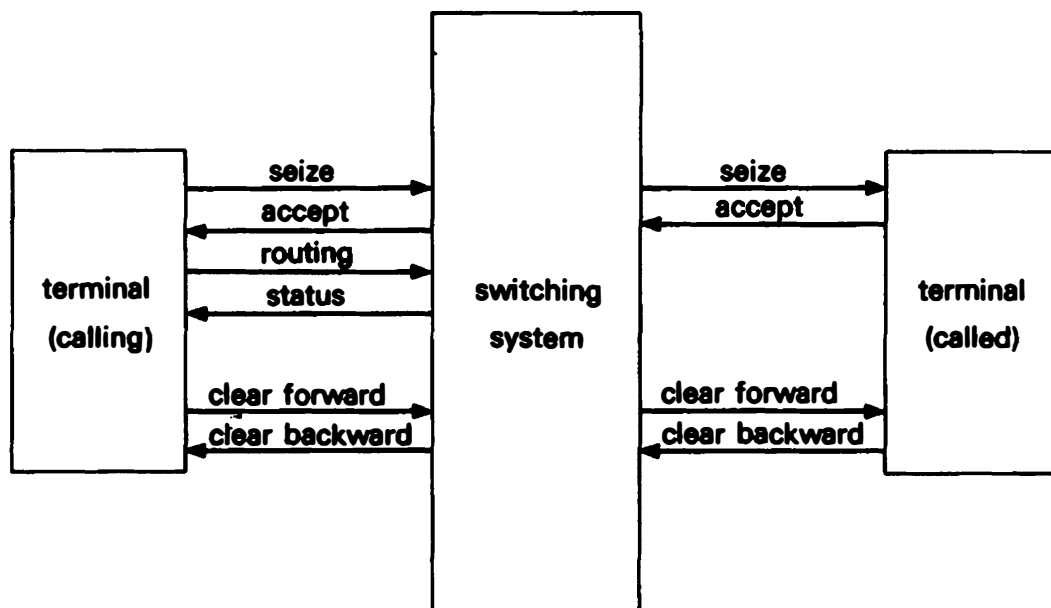 seize
accept
routing
status
clear forward
clear backward
terminal
(calling)
switching
system
seize
accept
clear forward
clear backward
terminal
(called)